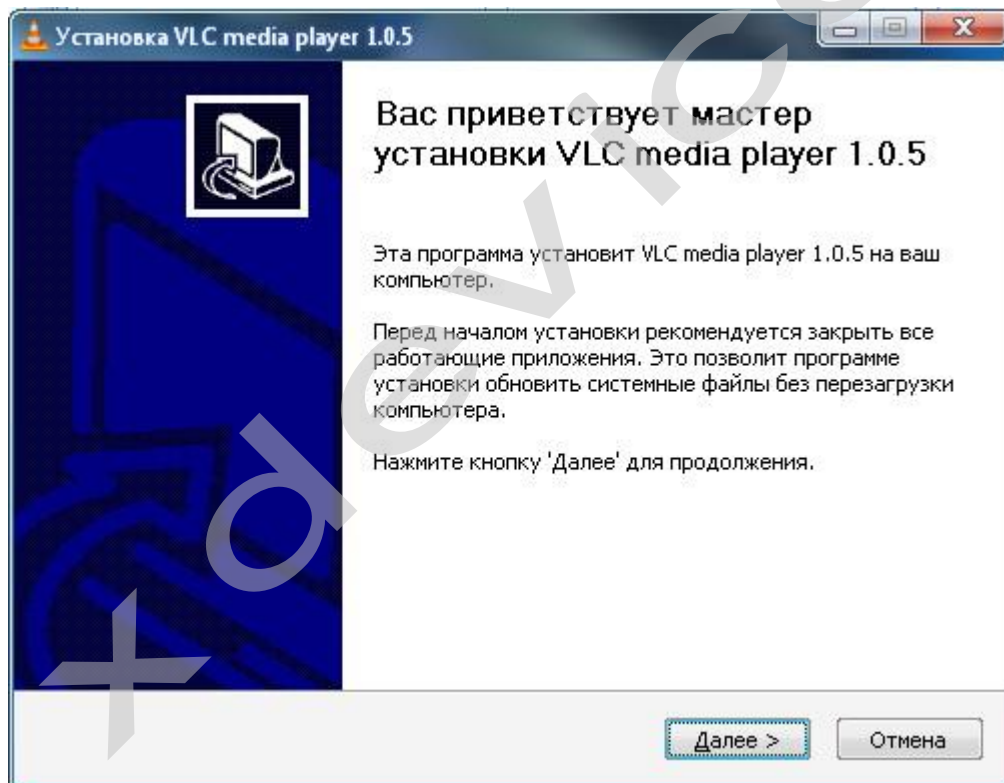 Установка VLC media player 1.0.5
Вас приветствует мастер
установки VLC media player 1.0.5
Эта программа установит VLC media player 1.0.5 на ваш
компьютер.
Перед началом установки рекомендуется закрыть все
работающие приложения. Это позволит программе
установки обновить системные файлы без перезагрузки
компьютера.
Нажмите кнопку 'Далее' для продолжения.
Далее >
Отмена
xdevice